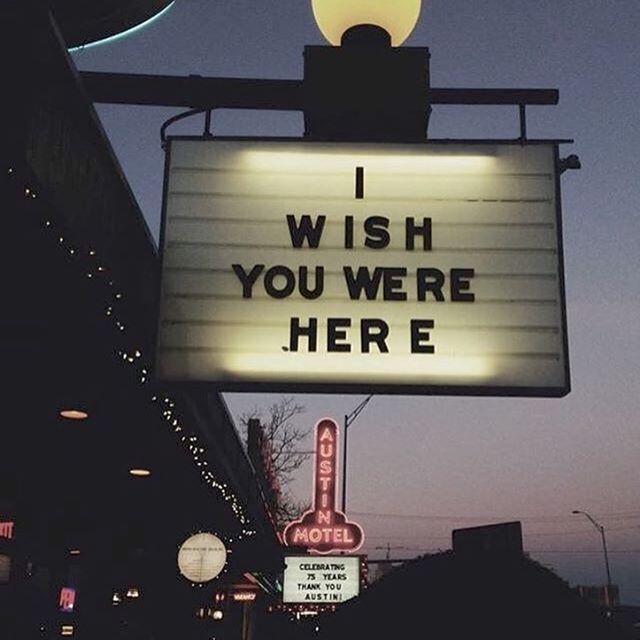 I
WISH
YOU WERE
HERE
AUSTIN
MOTEL
CELEBRATING
75 YEARS
THANK YOU
AUSTIN!